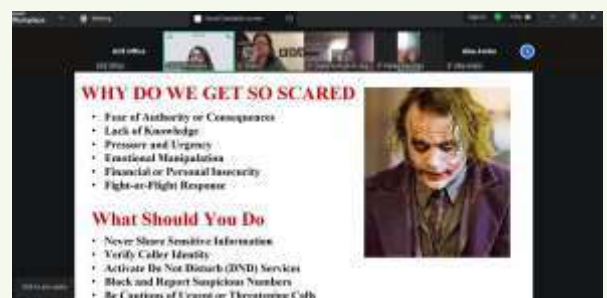 Workplace
Meeting
WHY DO WE GET SO SCARED
• Fear of Authority or Consequences
• Lack of Knowledge
• Pressure and Urgency
• Emotional Manipulation
• Financial or Personal Insecurity
• Fight-or-Flight Response
What Should You Do
• Never Share Sensitive Information
• Verify Caller Identity
• Activate Do Not Disturb (DND) Services
• Block and Report Suspicious Numbers
• Be Cautious of Urgent or Threatening Calls